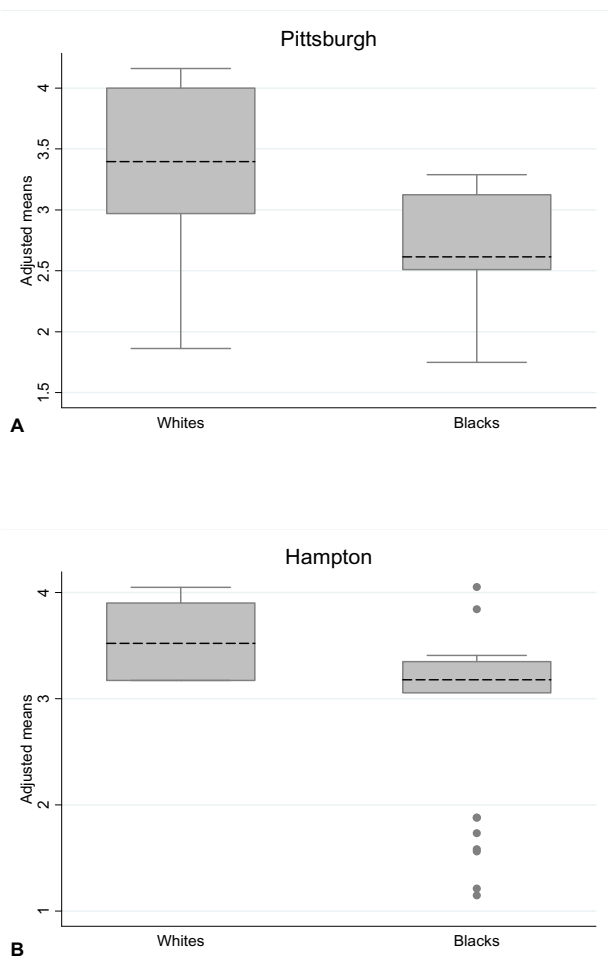 Pittsburgh
Adjusted means
4
3.5
3
2.5
2
1.5
Whites Blacks
A
Hampton
Adjusted means
4
3
2
1
Whites Blacks
B